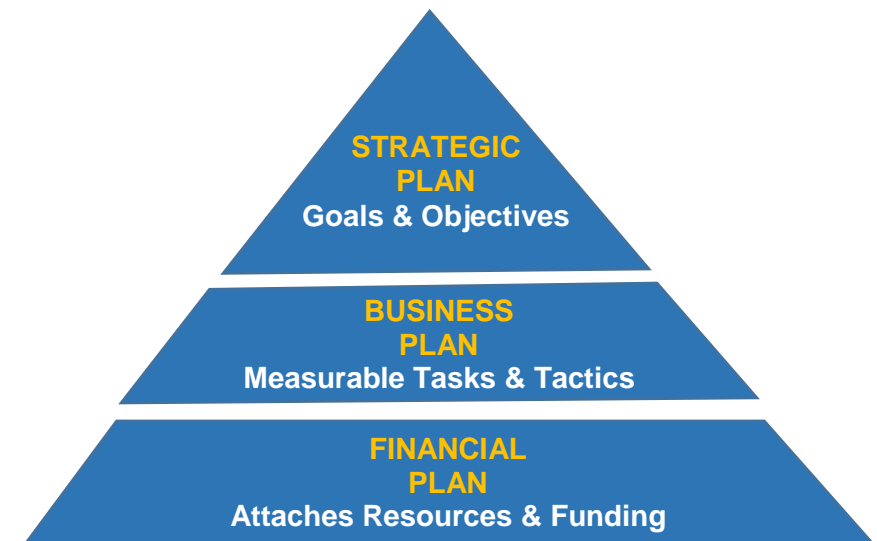 STRATEGIC
PLAN
Goals & Objectives
BUSINESS
PLAN
Measurable Tasks & Tactics
FINANCIAL
PLAN
Attaches Resources & Funding